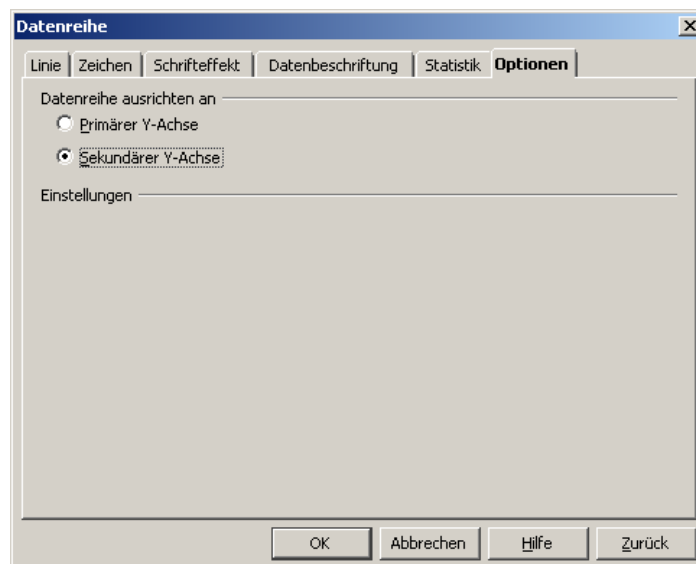 Datenreihe
Linie Zeichen Schrifteffekt Datenbeschriftung Statistik Optionen
Datenreihe ausrichten an
Primärer Y-Achse
Sekundärer Y-Achse
Einstellungen
OK Abbrechen Hilfe Zurück